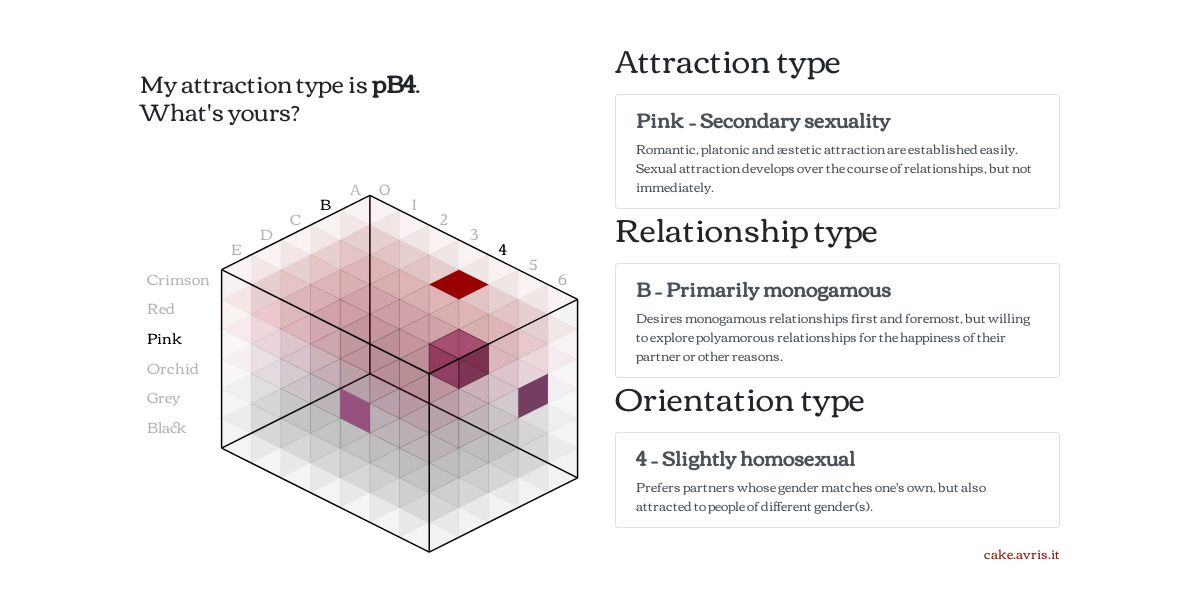 My attraction type is pB4.
What's yours?
A
O
B
1
C
2
D
3
E
4
5
6
Crimson
Red
Pink
Orchid
Grey
Black
Attraction type
Pink – Secondary sexuality
Romantic, platonic and æstetic attraction are established easily.
Sexual attraction develops over the course of relationships, but not
immediately.
Relationship type
B – Primarily monogamous
Desires monogamous relationships first and foremost, but willing
to explore polyamorous relationships for the happiness of their
partner or other reasons.
Orientation type
4 – Slightly homosexual
Prefers partners whose gender matches one's own, but also
attracted to people of different gender(s).
cake.avris.it